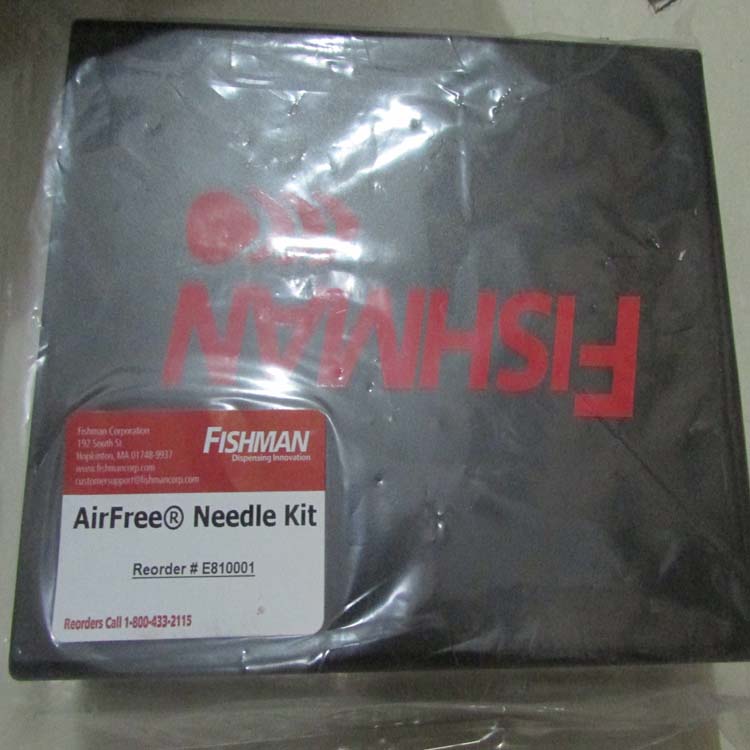 FISHMAN
Fishman Corporation
192 South St.
Hopkinton, MA 01748-9937
www.fishmancorp.com
customersupport@fishmancorp.com
FISHMAN
Dispensing Innovation
AirFree® Needle Kit
Reorder # E810001
Reorders Call 1-800-433-2115